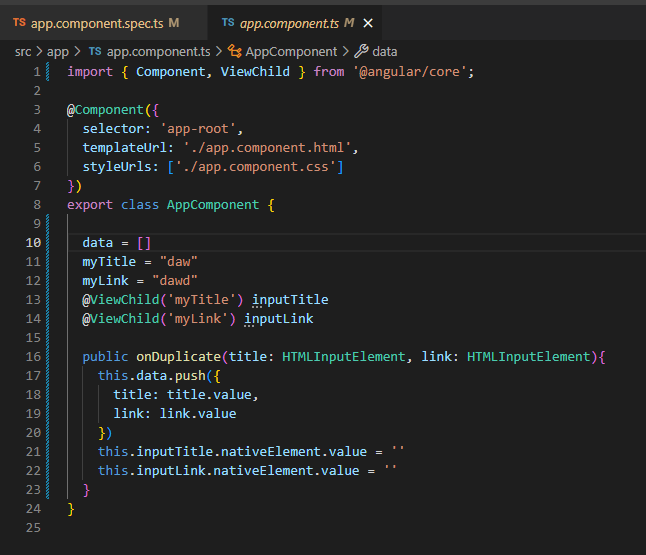 TS app.component.spec.ts M TS app.component.ts M ×
src > app > TS app.component.ts > AppComponent > data
1 import { Component, ViewChild } from '@angular/core';
2
3 @Component({
4   selector: 'app-root',
5   templateUrl: './app.component.html',
6   styleUrls: ['./app.component.css']
7 })
8 export class AppComponent {
9
10   data = []
11   myTitle = "daw"
12   myLink = "dawd"
13   @ViewChild('myTitle') inputTitle
14   @ViewChild('myLink') inputLink
15
16   public onDuplicate(title: HTMLInputElement, link: HTMLInputElement){
17     this.data.push({
18       title: title.value,
19       link: link.value
20     })
21     this.inputTitle.nativeElement.value = ''
22     this.inputLink.nativeElement.value = ''
23   }
24 }
25